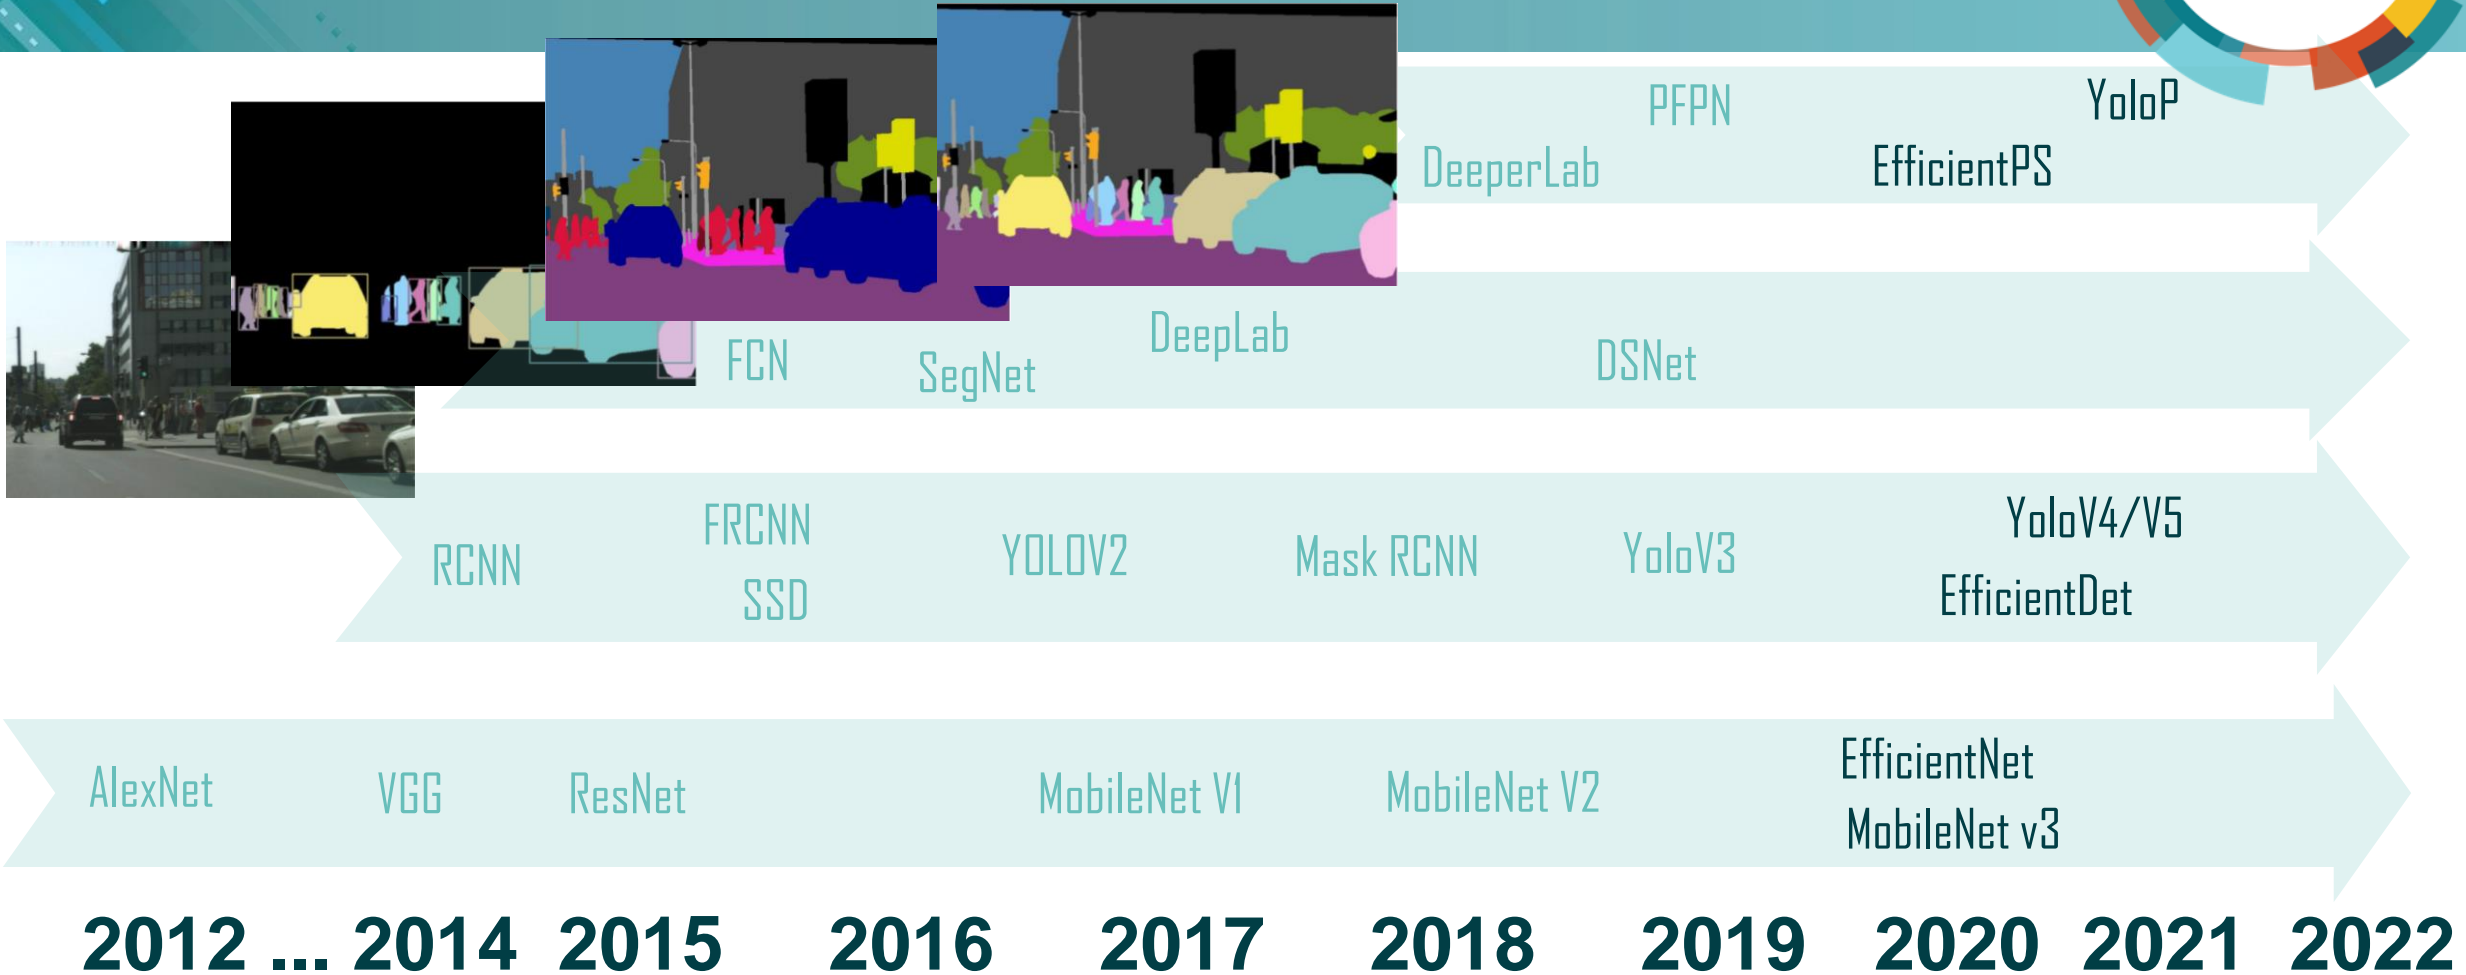 PFPN
YoloP
DeeperLab
EfficientPS
FCN
SegNet
DeepLab
DSNet
RCNN
FRCNN
SSD
YOLOV2
Mask RCNN
YoloV3
YoloV4/V5
EfficientDet
AlexNet
VGG
ResNet
MobileNet V1
MobileNet V2
EfficientNet
MobileNet v3
2012 ... 2014 2015 2016 2017 2018 2019 2020 2021 2022